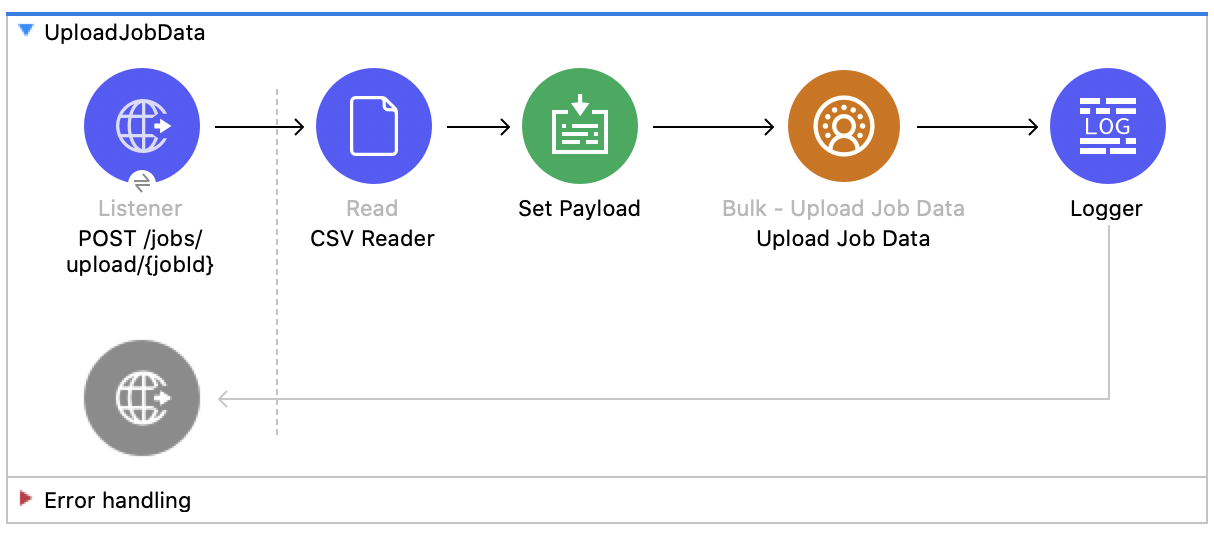 UploadJobData
LOG
Listener
Read
Set Payload
Bulk - Upload Job Data
Logger
POST /jobs/
upload/{jobId}
CSV Reader
Upload Job Data
Error handling